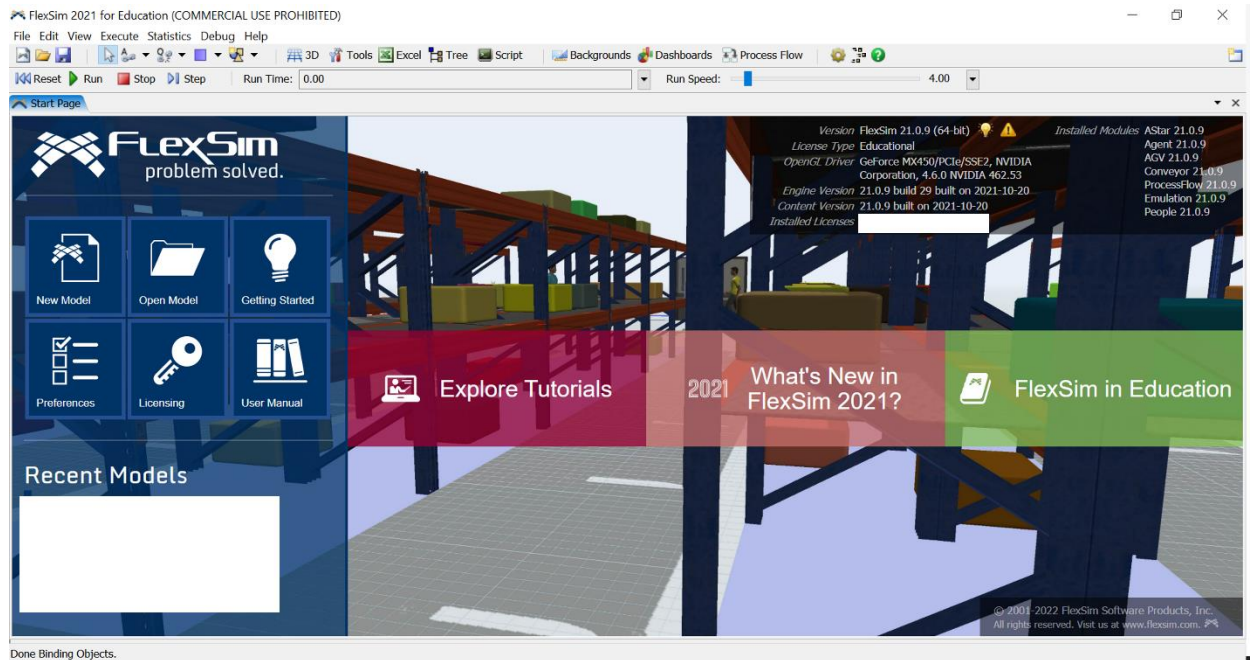 FlexSim 2021 for Education (COMMERCIAL USE PROHIBITED)
File Edit View Execute Statistics Debug Help
3D Tools Excel Tree Script Backgrounds Dashboards Process Flow
Reset Run Stop Step Run Time: 0.00 Run Speed: 4.00
Start Page
FlexSim
problem solved.
New Model Open Model Getting Started
Preferences Licensing User Manual
Recent Models
Version FlexSim 21.0.9 (64-bit)
License Type Educational
OpenGL Driver GeForce MX450/PCIe/SSE2, NVIDIA
Corporation, 4.6.0 NVIDIA 462.53
Engine Version 21.0.9 build 29 built on 2021-10-20
Content Version 21.0.9 built on 2021-10-20
Installed Licenses
Installed Modules AStar 21.0.9
Agent 21.0.9
AGV 21.0.9
Conveyor 21.0.9
ProcessFlow 21.0.9
Emulation 21.0.9
People 21.0.9
Explore Tutorials
2021 What's New in
FlexSim 2021?
FlexSim in Education
© 2001-2022 FlexSim Software Products, Inc.
All rights reserved. Visit us at www.flexsim.com.
Done Binding Objects.